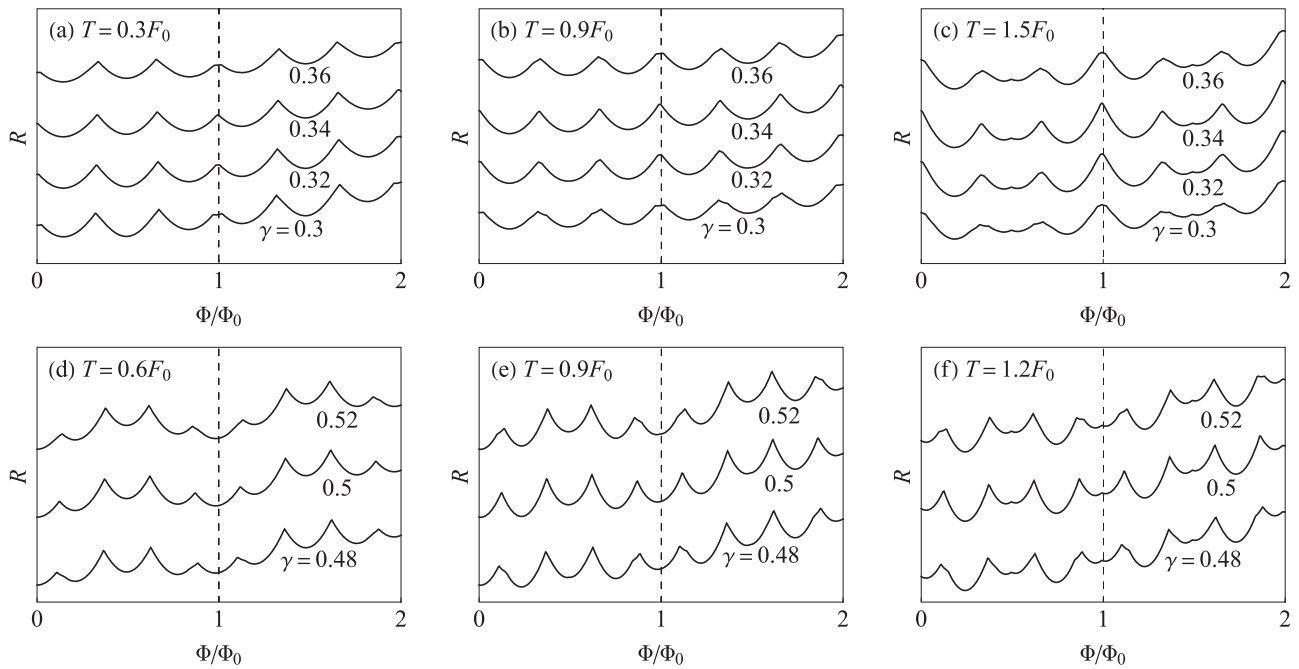 (a) T = 0.3F₀
0.36
0.34
0.32
γ = 0.3
R
0 1 2
Φ/Φ₀
(b) T = 0.9F₀
0.36
0.34
0.32
γ = 0.3
R
0 1 2
Φ/Φ₀
(c) T = 1.5F₀
0.36
0.34
0.32
γ = 0.3
R
0 1 2
Φ/Φ₀
(d) T = 0.6F₀
0.52
0.5
γ = 0.48
R
0 1 2
Φ/Φ₀
(e) T = 0.9F₀
0.52
0.5
γ = 0.48
R
0 1 2
Φ/Φ₀
(f) T = 1.2F₀
0.52
0.5
γ = 0.48
R
0 1 2
Φ/Φ₀